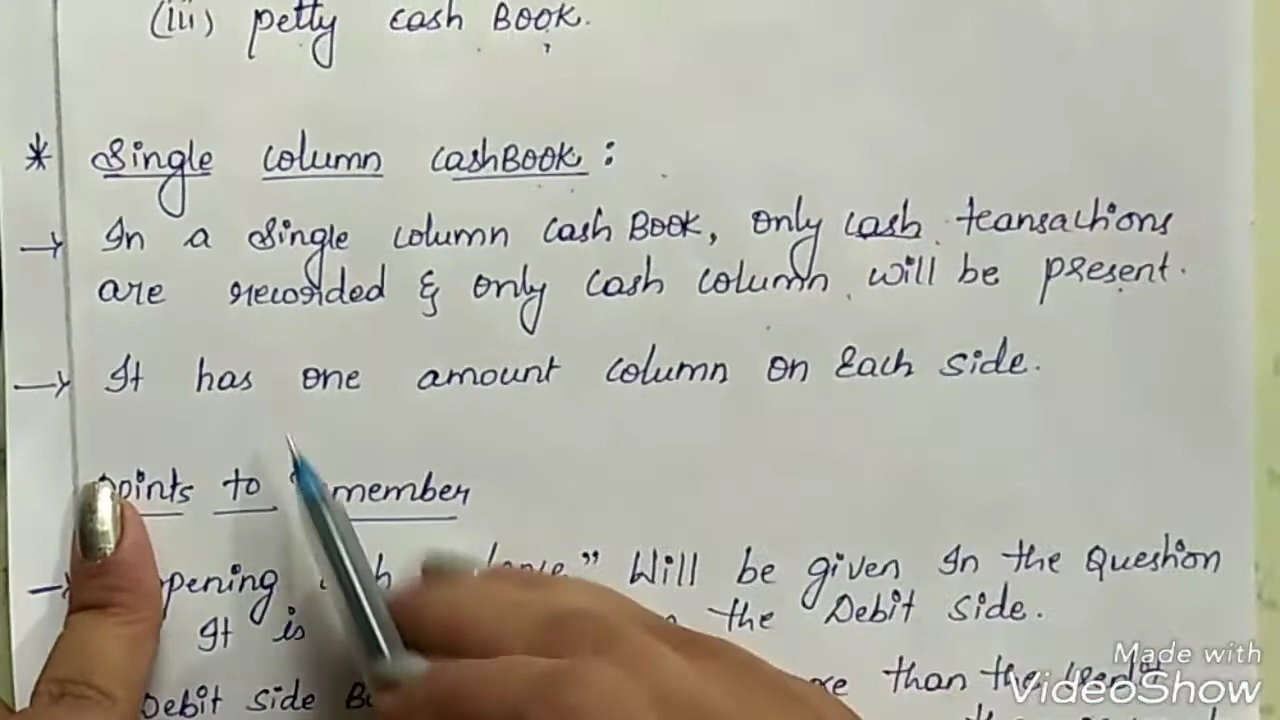 (iii) petty cash BOOK.
* Single column cashBOOK :
→ In a single column cash BOOK, only cash transactions
are recorded & only cash column will be present.
→ It has one amount column on Each side.
points to
→ Will be given In the Question
It is the Debit side.
Debit side than the
Made with
VideoShow